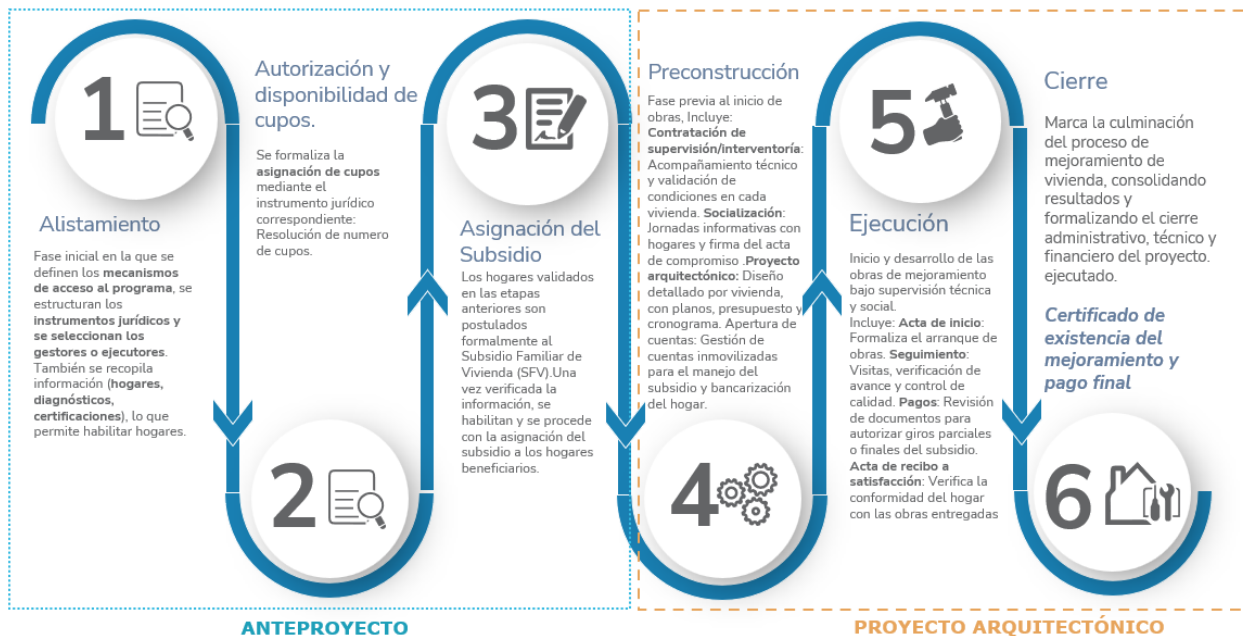 1
Alistamiento
Fase inicial en la que se
definen los mecanismos
de acceso al programa, se
estructuran los
instrumentos jurídicos y
se seleccionan los
gestores o ejecutores.
También se recopila
información (hogares,
diagnósticos,
certificaciones), lo que
permite habilitar hogares.
Autorización y
disponibilidad de
cupos.
Se formaliza la
asignación de cupos
mediante el
instrumento jurídico
correspondiente:
Resolución de numero
de cupos.
2
3
Asignación del
Subsidio
Los hogares validados
en las etapas
anteriores son
postulados
formalmente al
Subsidio Familiar de
Vivienda (SFV).Una
vez verificada la
información, se
habilitan y se procede
con la asignación del
subsidio a los hogares
beneficiarios.
Preconstrucción
Fase previa al inicio de
obras, Incluye:
Contratación de
supervisión/interventoría:
Acompañamiento técnico
y validación de
condiciones en cada
vivienda. Socialización:
Jornadas informativas con
hogares y firma del acta
de compromiso .Proyecto
arquitectónico: Diseño
detallado por vivienda,
con planos, presupuesto y
cronograma. Apertura de
cuentas: Gestión de
cuentas inmovilizadas
para el manejo del
subsidio y bancarización
del hogar.
4
5
Ejecución
Inicio y desarrollo de las
obras de mejoramiento
bajo supervisión técnica
y social.
Incluye: Acta de inicio:
Formaliza el arranque de
obras. Seguimiento:
Visitas, verificación de
avance y control de
calidad. Pagos: Revisión
de documentos para
autorizar giros parciales
o finales del subsidio.
Acta de recibo a
satisfacción: Verifica la
conformidad del hogar
con las obras entregadas
Cierre
Marca la culminación
del proceso de
mejoramiento de
vivienda, consolidando
resultados y
formalizando el cierre
administrativo, técnico y
financiero del proyecto.
ejecutado.
Certificado de
existencia del
mejoramiento y
pago final
6
ANTEPROYECTO
PROYECTO ARQUITECTÓNICO